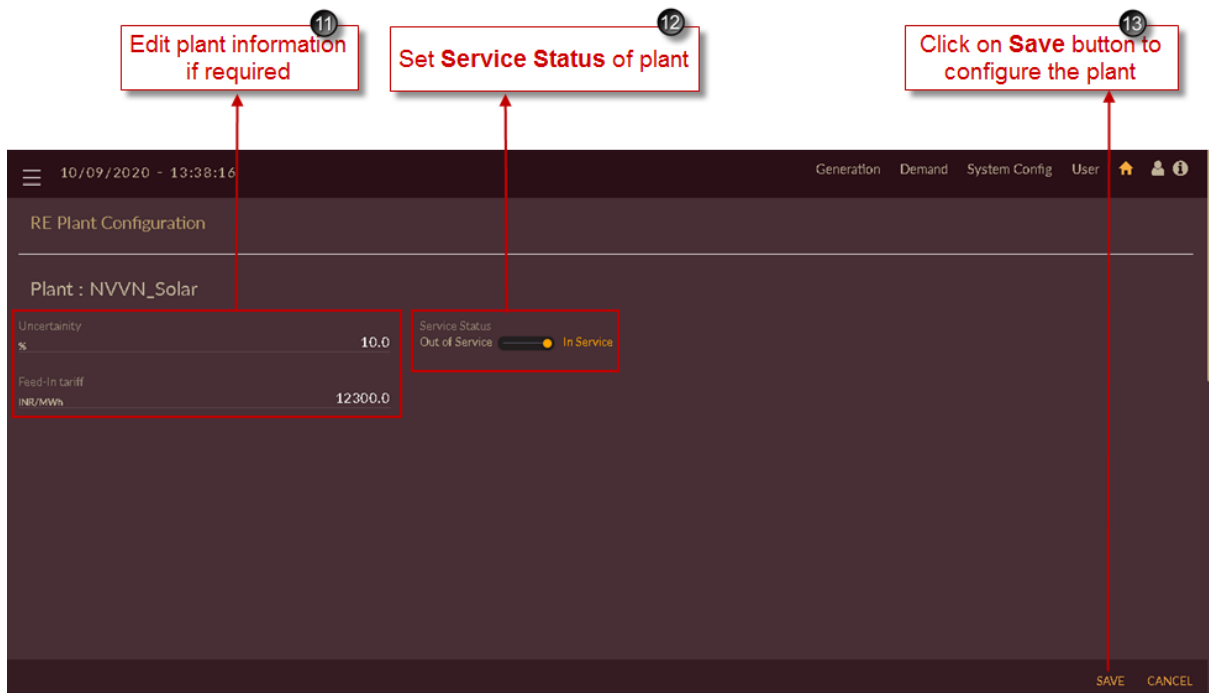 11
Edit plant information
if required
12
Set Service Status of plant
13
Click on Save button to
configure the plant
10/09/2020 - 13:38:16
Generation Demand System Config User
RE Plant Configuration
Plant : NVVN_Solar
Uncertainity
% 10.0
Service Status
Out of Service In Service
Feed-In tariff
INR/MWh 12300.0
SAVE CANCEL